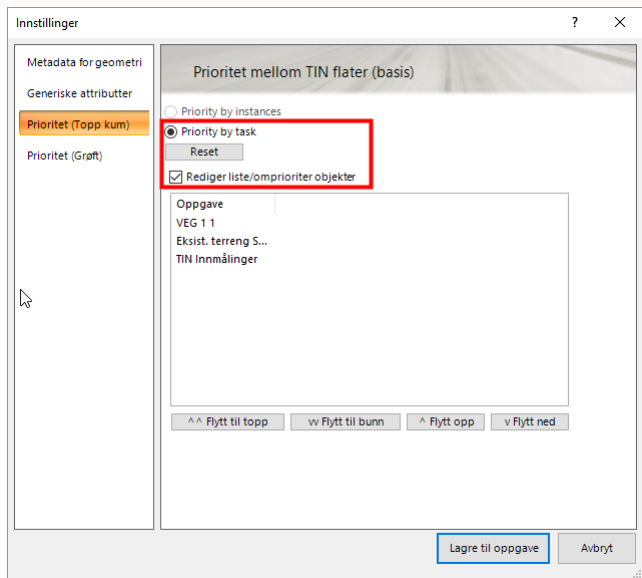 Innstillinger
?
Metadata for geometri
Generiske attributter
Prioritet (Topp kum)
Prioritet (Grøft)
Prioritet mellom TIN flater (basis)
Priority by instances
Priority by task
Reset
Rediger liste/omprioriter objekter
Oppgave
VEG 1 1
Eksist. terreng S...
TIN Innmålinger
^^ Flytt til topp
vv Flytt til bunn
^ Flytt opp
v Flytt ned
Lagre til oppgave
Avbryt